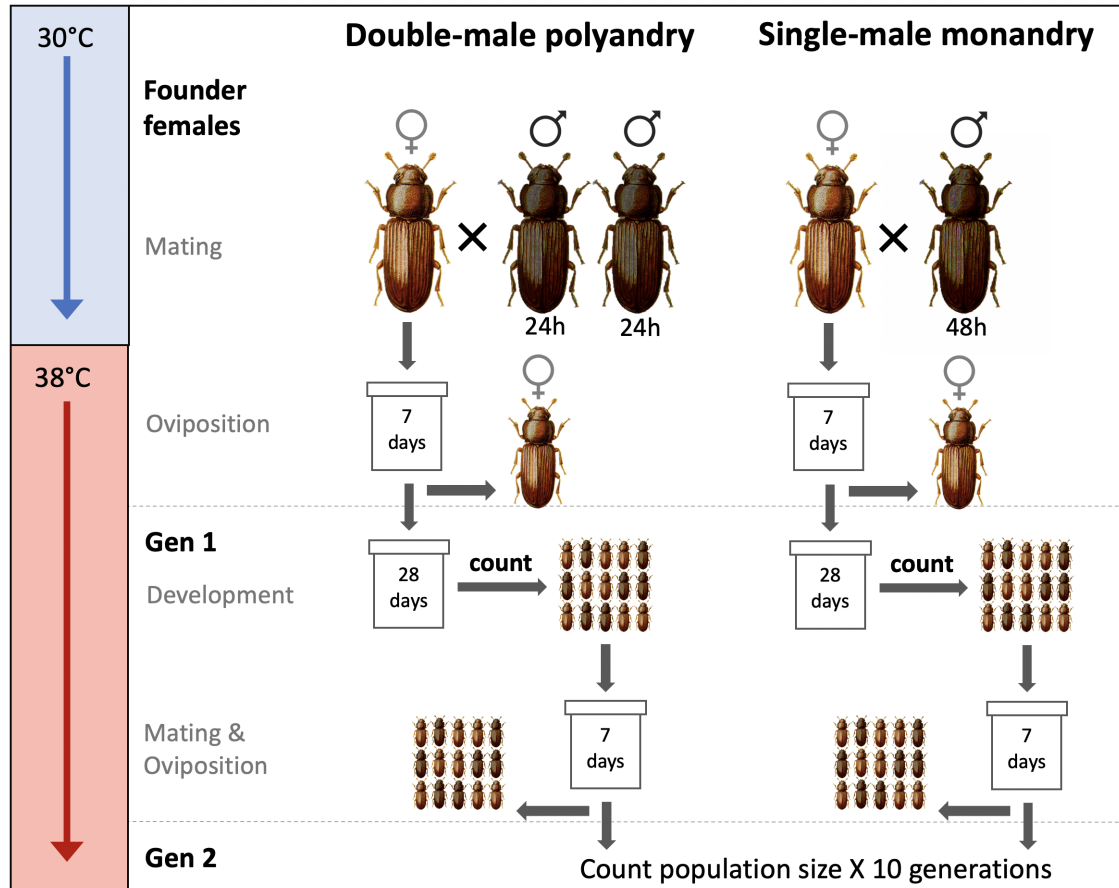 30°C
Double-male polyandry
Single-male monandry
Founder
females
♀
♂
♂
♀
♂
Mating
×
×
24h
24h
48h
38°C
♀
♀
Oviposition
7
days
7
days
Gen 1
Development
28
days
count
28
days
count
Mating &
Oviposition
7
days
7
days
Gen 2
Count population size X 10 generations